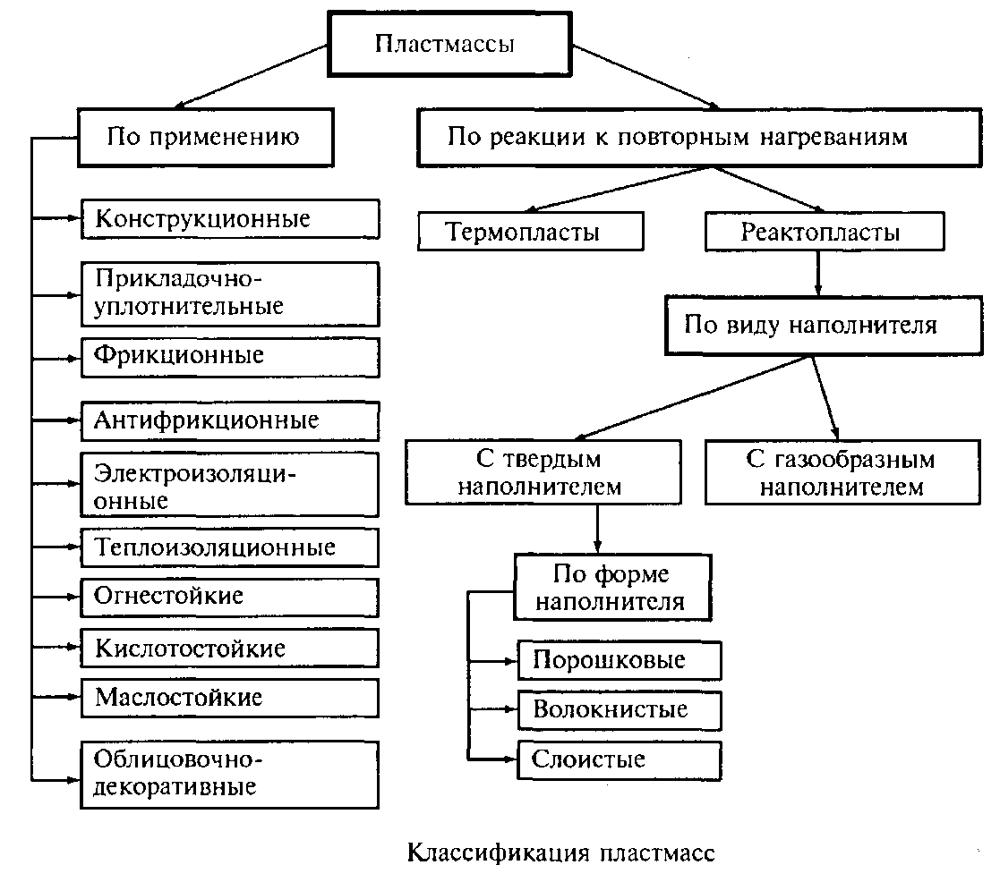 Пластмассы
По применению
По реакции к повторным нагреваниям
Конструкционные
Прикладочно-
уплотнительные
Фрикционные
Антифрикционные
Электроизоляци-
онные
Теплоизоляционные
Огнестойкие
Кислотостойкие
Маслостойкие
Облицовочно-
декоративные
Термопласты
Реактопласты
По виду наполнителя
С твердым
наполнителем
С газообразным
наполнителем
По форме
наполнителя
Порошковые
Волокнистые
Слоистые
Классификация пластмасс